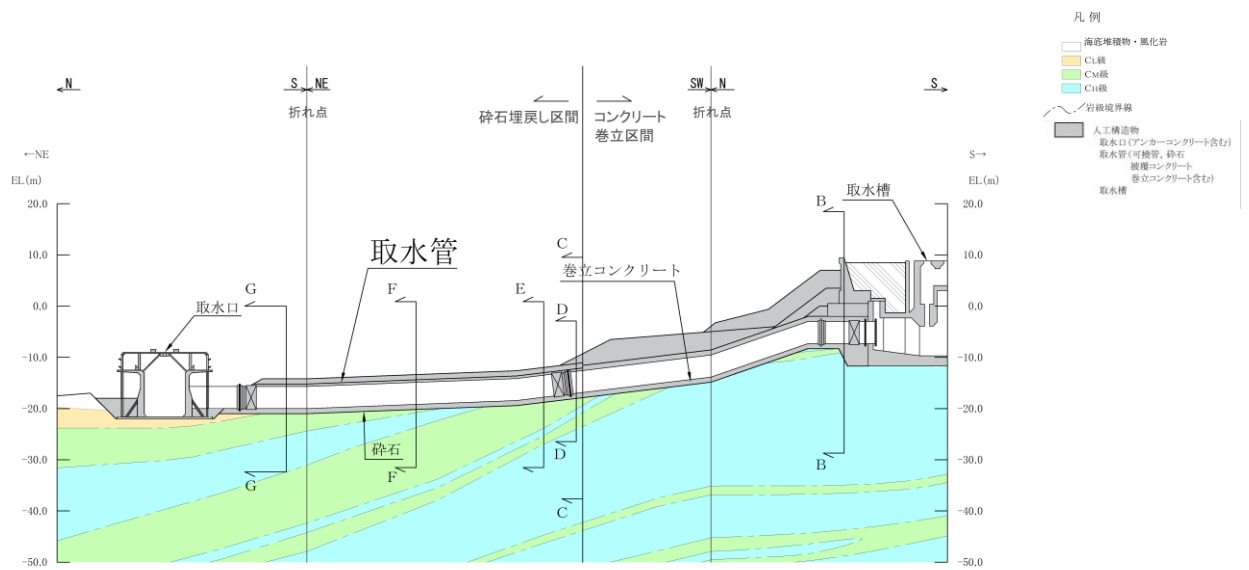 凡 例
海底堆積物・風化岩
CL級
CM級
CH級
岩級境界線
人工構造物
取水口(アンカーコンクリート含む)
取水管(可撓管, 砕石
被覆コンクリート
巻立コンクリート含む)
取水槽
N
S
NE
SW
N
S
折れ点
砕石埋戻し区間
コンクリート
巻立区間
折れ点
←NE
S→
EL(m)
EL(m)
20.0
10.0
0.0
-10.0
-20.0
-30.0
-40.0
-50.0
取水口
G
G
取水管
F
F
砕石
E
D
D
C
C
巻立コンクリート
B
B
取水槽
20.0
10.0
0.0
-10.0
-20.0
-30.0
-40.0
-50.0